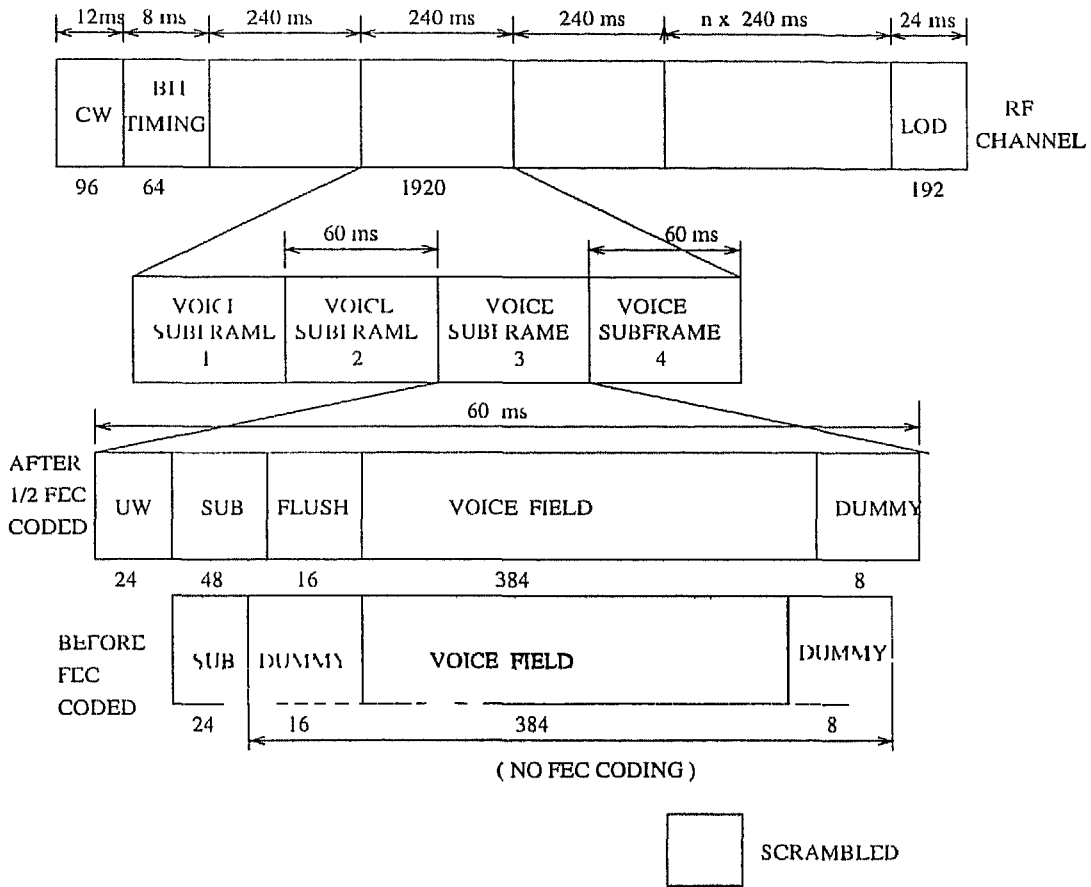 12ms 8 ms 240 ms 240 ms 240 ms n x 240 ms 24 ms
CW
BIT
TIMING
LOD
RF
CHANNEL
96 64 1920 192
60 ms 60 ms
VOICE
SUBFRAME
1
VOICE
SUBFRAME
2
VOICE
SUBFRAME
3
VOICE
SUBFRAME
4
60 ms
AFTER
1/2 FEC
CODED
UW SUB FLUSH VOICE FIELD DUMMY
24 48 16 384 8
BEFORE
FEC
CODED
SUB DUMMY VOICE FIELD DUMMY
24 16 384 8
( NO FEC CODING )
SCRAMBLED